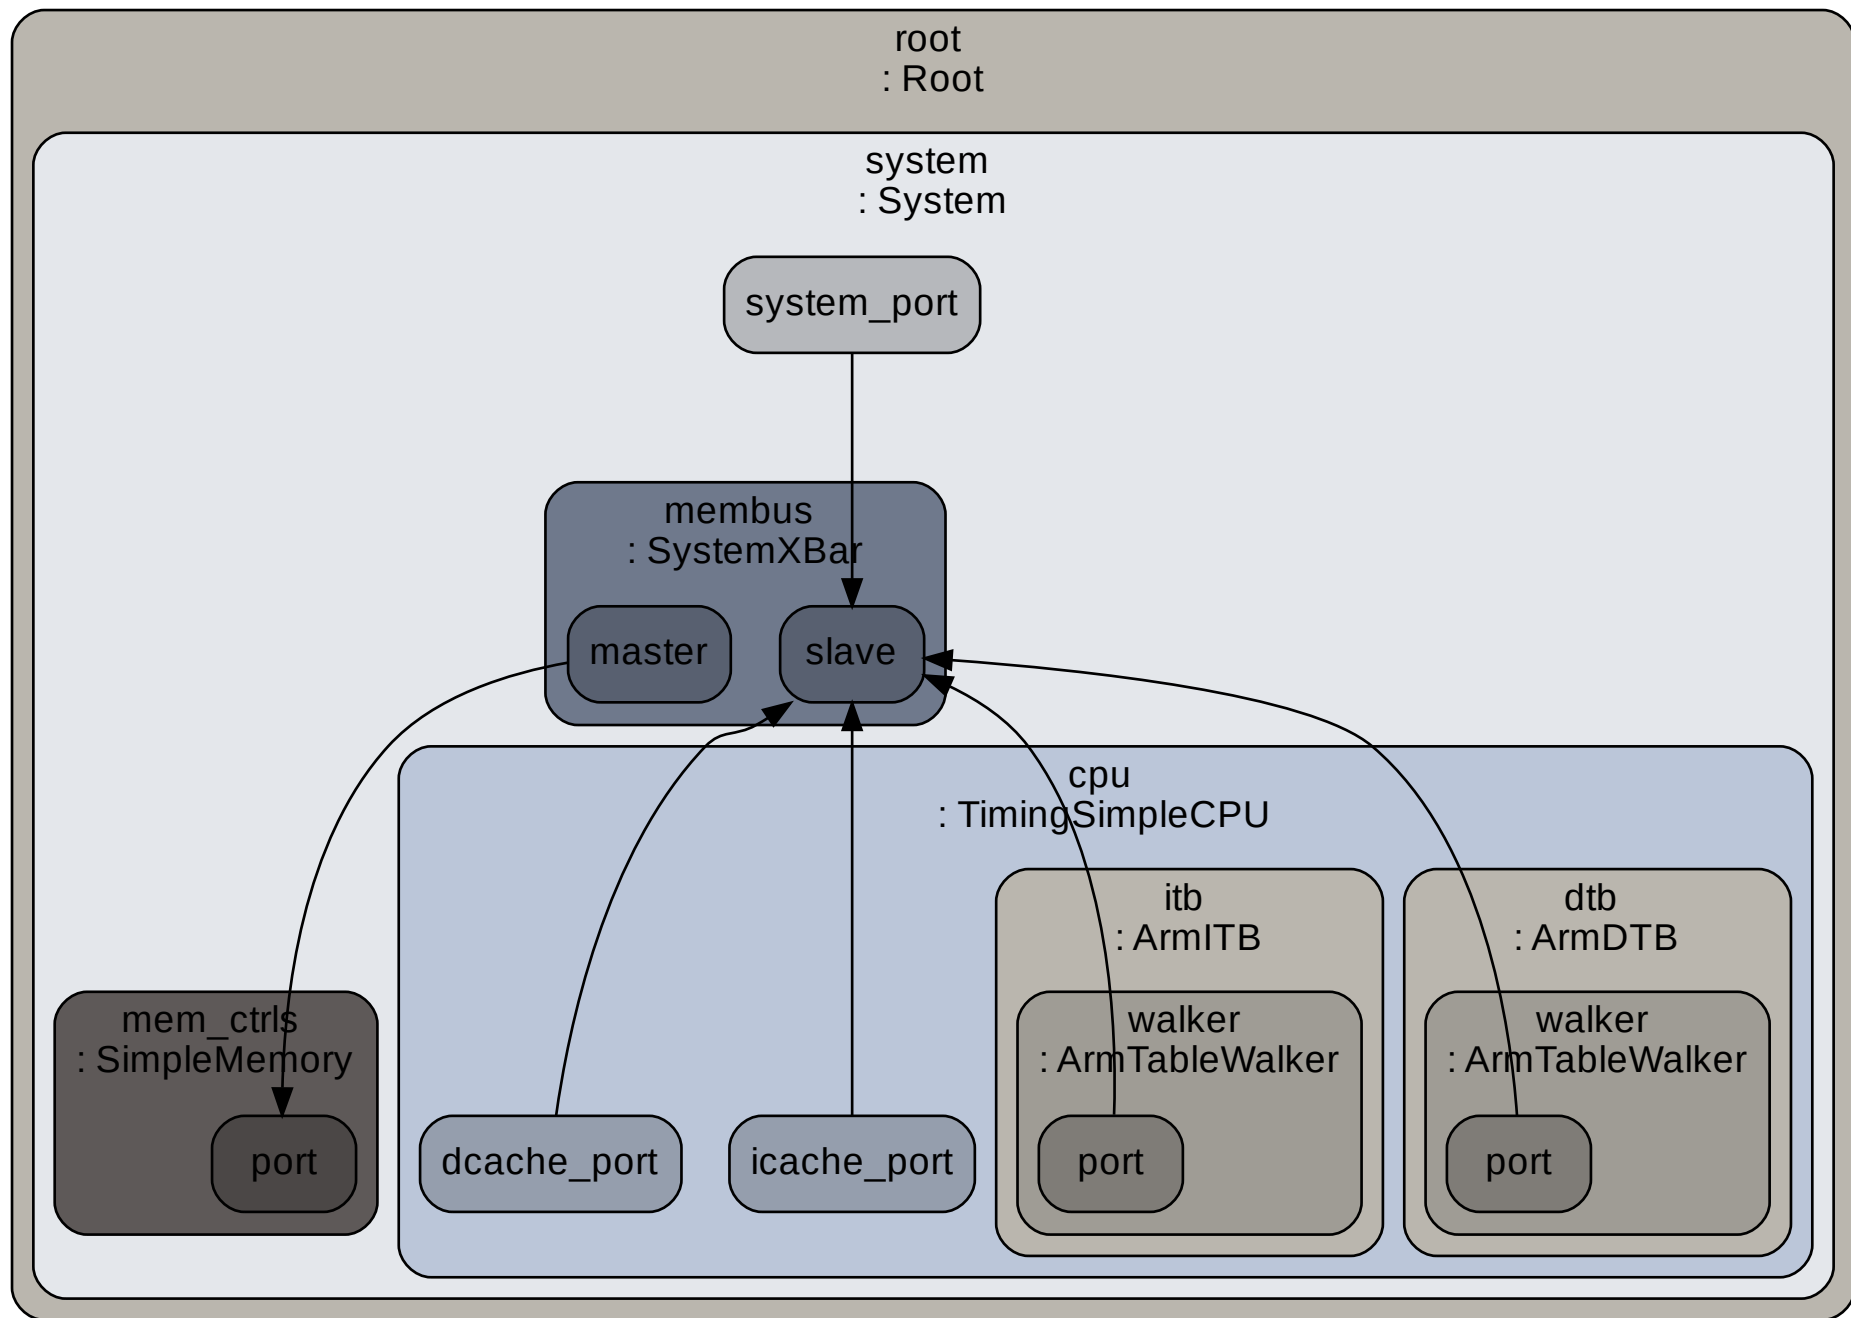 root
: Root
system
: System
system_port
membus
: SystemXBar
master
slave
cpu
: TimingSimpleCPU
itb
: ArmITB
dtb
: ArmDTB
mem_ctrls
: SimpleMemory
walker
: ArmTableWalker
walker
: ArmTableWalker
port
dcache_port
icache_port
port
port